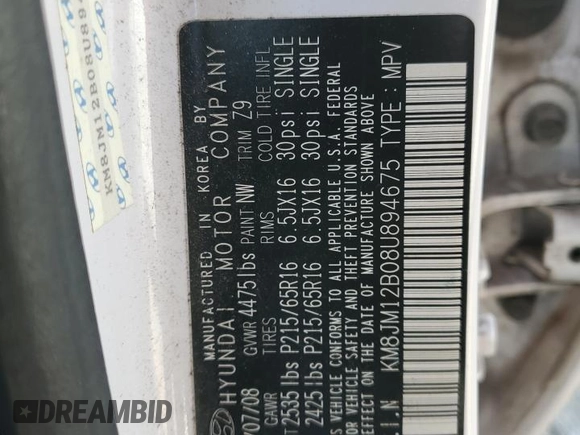 KM8JM12B08U894
MANUFACTURED IN KOREA BY
HYUNDAI MOTOR COMPANY
/07/08 GVWR 4475lbs PAINT NW TRIM Z9
GAWR TIRES RIMS COLD TIRE INFL
T 2535lbs P215/65R16 6.5JX16 30psi SINGLE
2425lbs P215/65R16 6.5JX16 30psi SINGLE
S VEHICLE CONFORMS TO ALL APPLICABLE U.S.A. FEDERAL
OR VEHICLE SAFETY AND THEFT PREVENTION STANDARDS
EFFECT ON THE DATE OF MANUFACTURE SHOWN ABOVE
I.N KM8JM12B08U894675 TYPE : MPV
EpicVIN